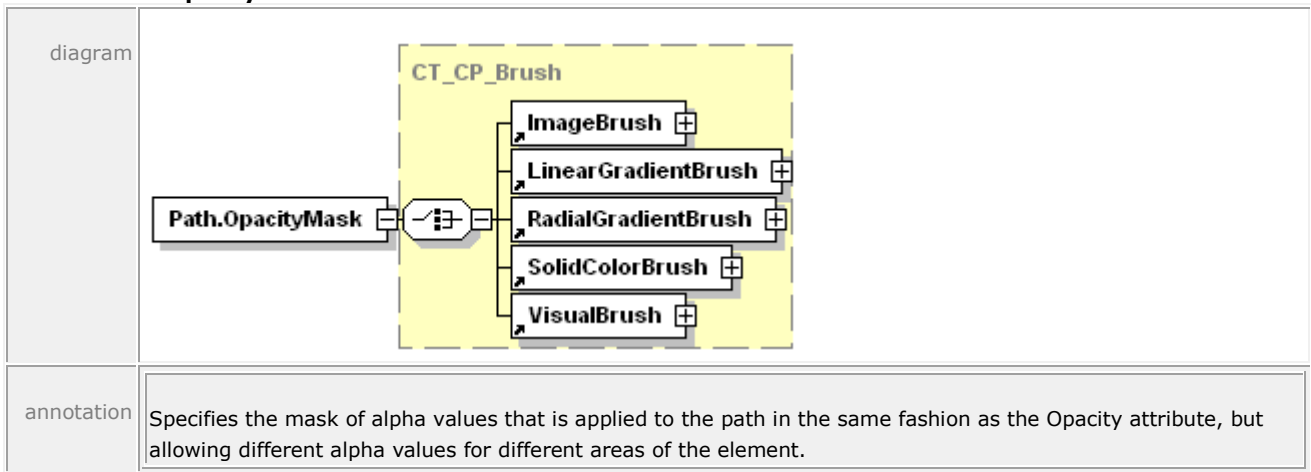 diagram
CT_CP_Brush
ImageBrush
LinearGradientBrush
Path.OpacityMask
RadialGradientBrush
SolidColorBrush
VisualBrush
annotation
Specifies the mask of alpha values that is applied to the path in the same fashion as the Opacity attribute, but
allowing different alpha values for different areas of the element.